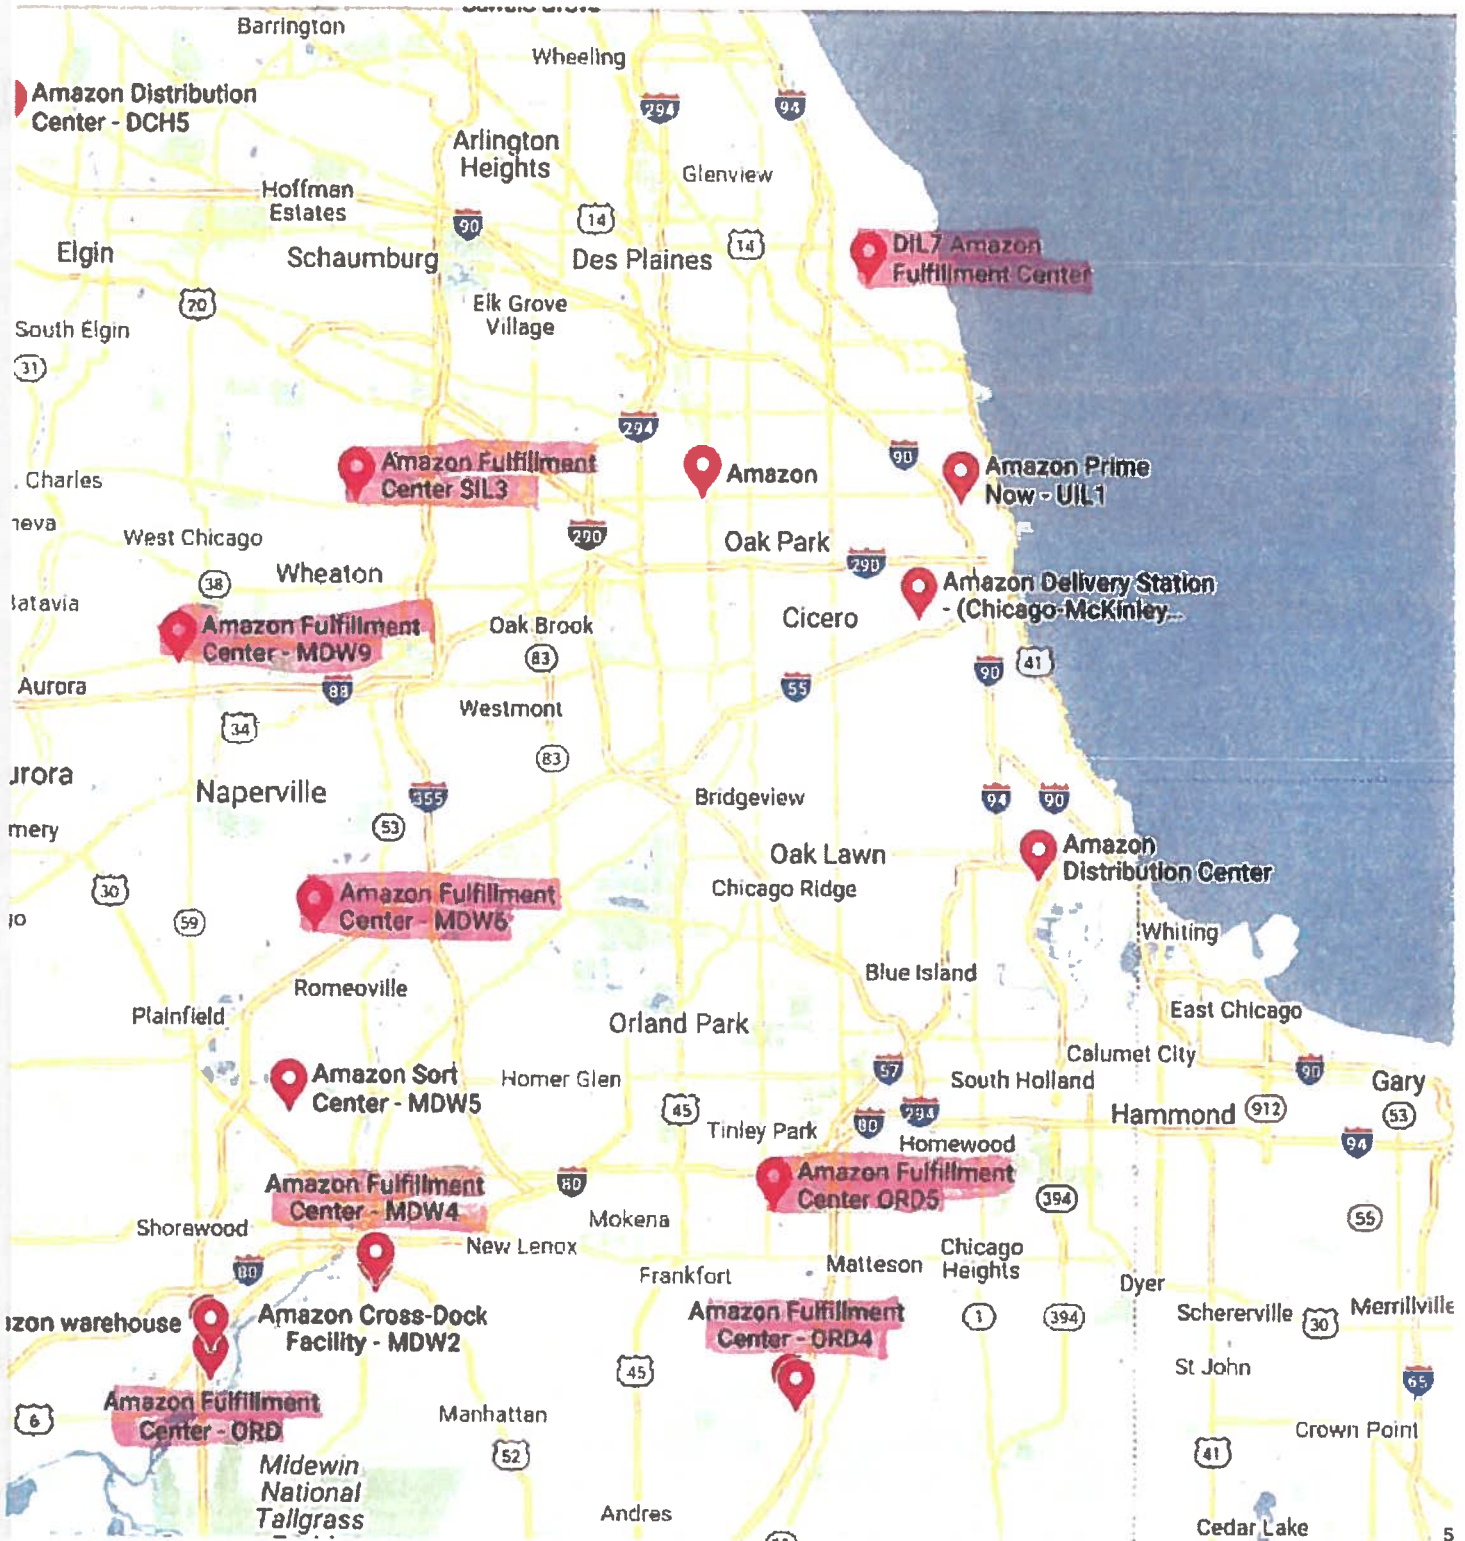 Barrington
Wheeling
Amazon Distribution
Center - DCH5
294
94
Arlington
Heights
Glenview
Hoffman
Estates
90
14
14
Elgin
Schaumburg
Des Plaines
DIL7 Amazon
Fulfillment Center
20
Elk Grove
Village
South Elgin
31
294
Amazon Fulfillment
Center SIL3
Amazon
90
Amazon Prime
Now - UIL1
Charles
neva
West Chicago
290
Oak Park
290
Wheaton
38
Amazon Delivery Station
- (Chicago-McKinley...
Batavia
Cicero
Amazon Fulfillment
Center - MDW9
Oak Brook
83
90
41
Aurora
88
55
34
Westmont
83
urora
Naperville
355
Bridgeview
94
90
mery
53
Oak Lawn
Amazon
Distribution Center
30
Amazon Fulfillment
Center - MDW6
Chicago Ridge
go
59
Whiting
Blue Island
Romeoville
Plainfield
Orland Park
East Chicago
Calumet City
Amazon Sort
Center - MDW5
Homer Glen
57
South Holland
90
Gary
45
80
294
Hammond
912
53
Tinley Park
Homewood
94
Amazon Fulfillment
Center - MDW4
80
Amazon Fulfillment
Center ORD5
394
Shorewood
Mokena
55
New Lenox
80
Frankfort
Matteson
Chicago
Heights
Dyer
azon warehouse
Amazon Cross-Dock
Facility - MDW2
Amazon Fulfillment
Center - ORD4
1
394
Schererville
30
Merrillville
45
St John
65
Amazon Fulfillment
Center - ORD
6
Manhattan
52
Crown Point
41
Midewin
National
Tallgrass
Andres
Cedar Lake
5